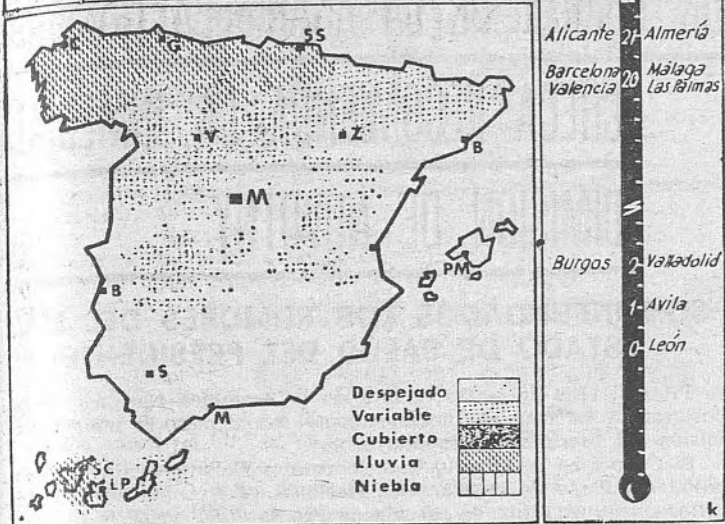 C
G
SS
V
Z
B
M
PM
B
S
M
SC
LP
Despejado
Variable
Cubierto
Lluvia
Niebla
Alicante 21 Almería
Barcelona 20 Málaga
Valencia Las Palmas
Burgos 2 Valladolid
1 Avila
0 León
k